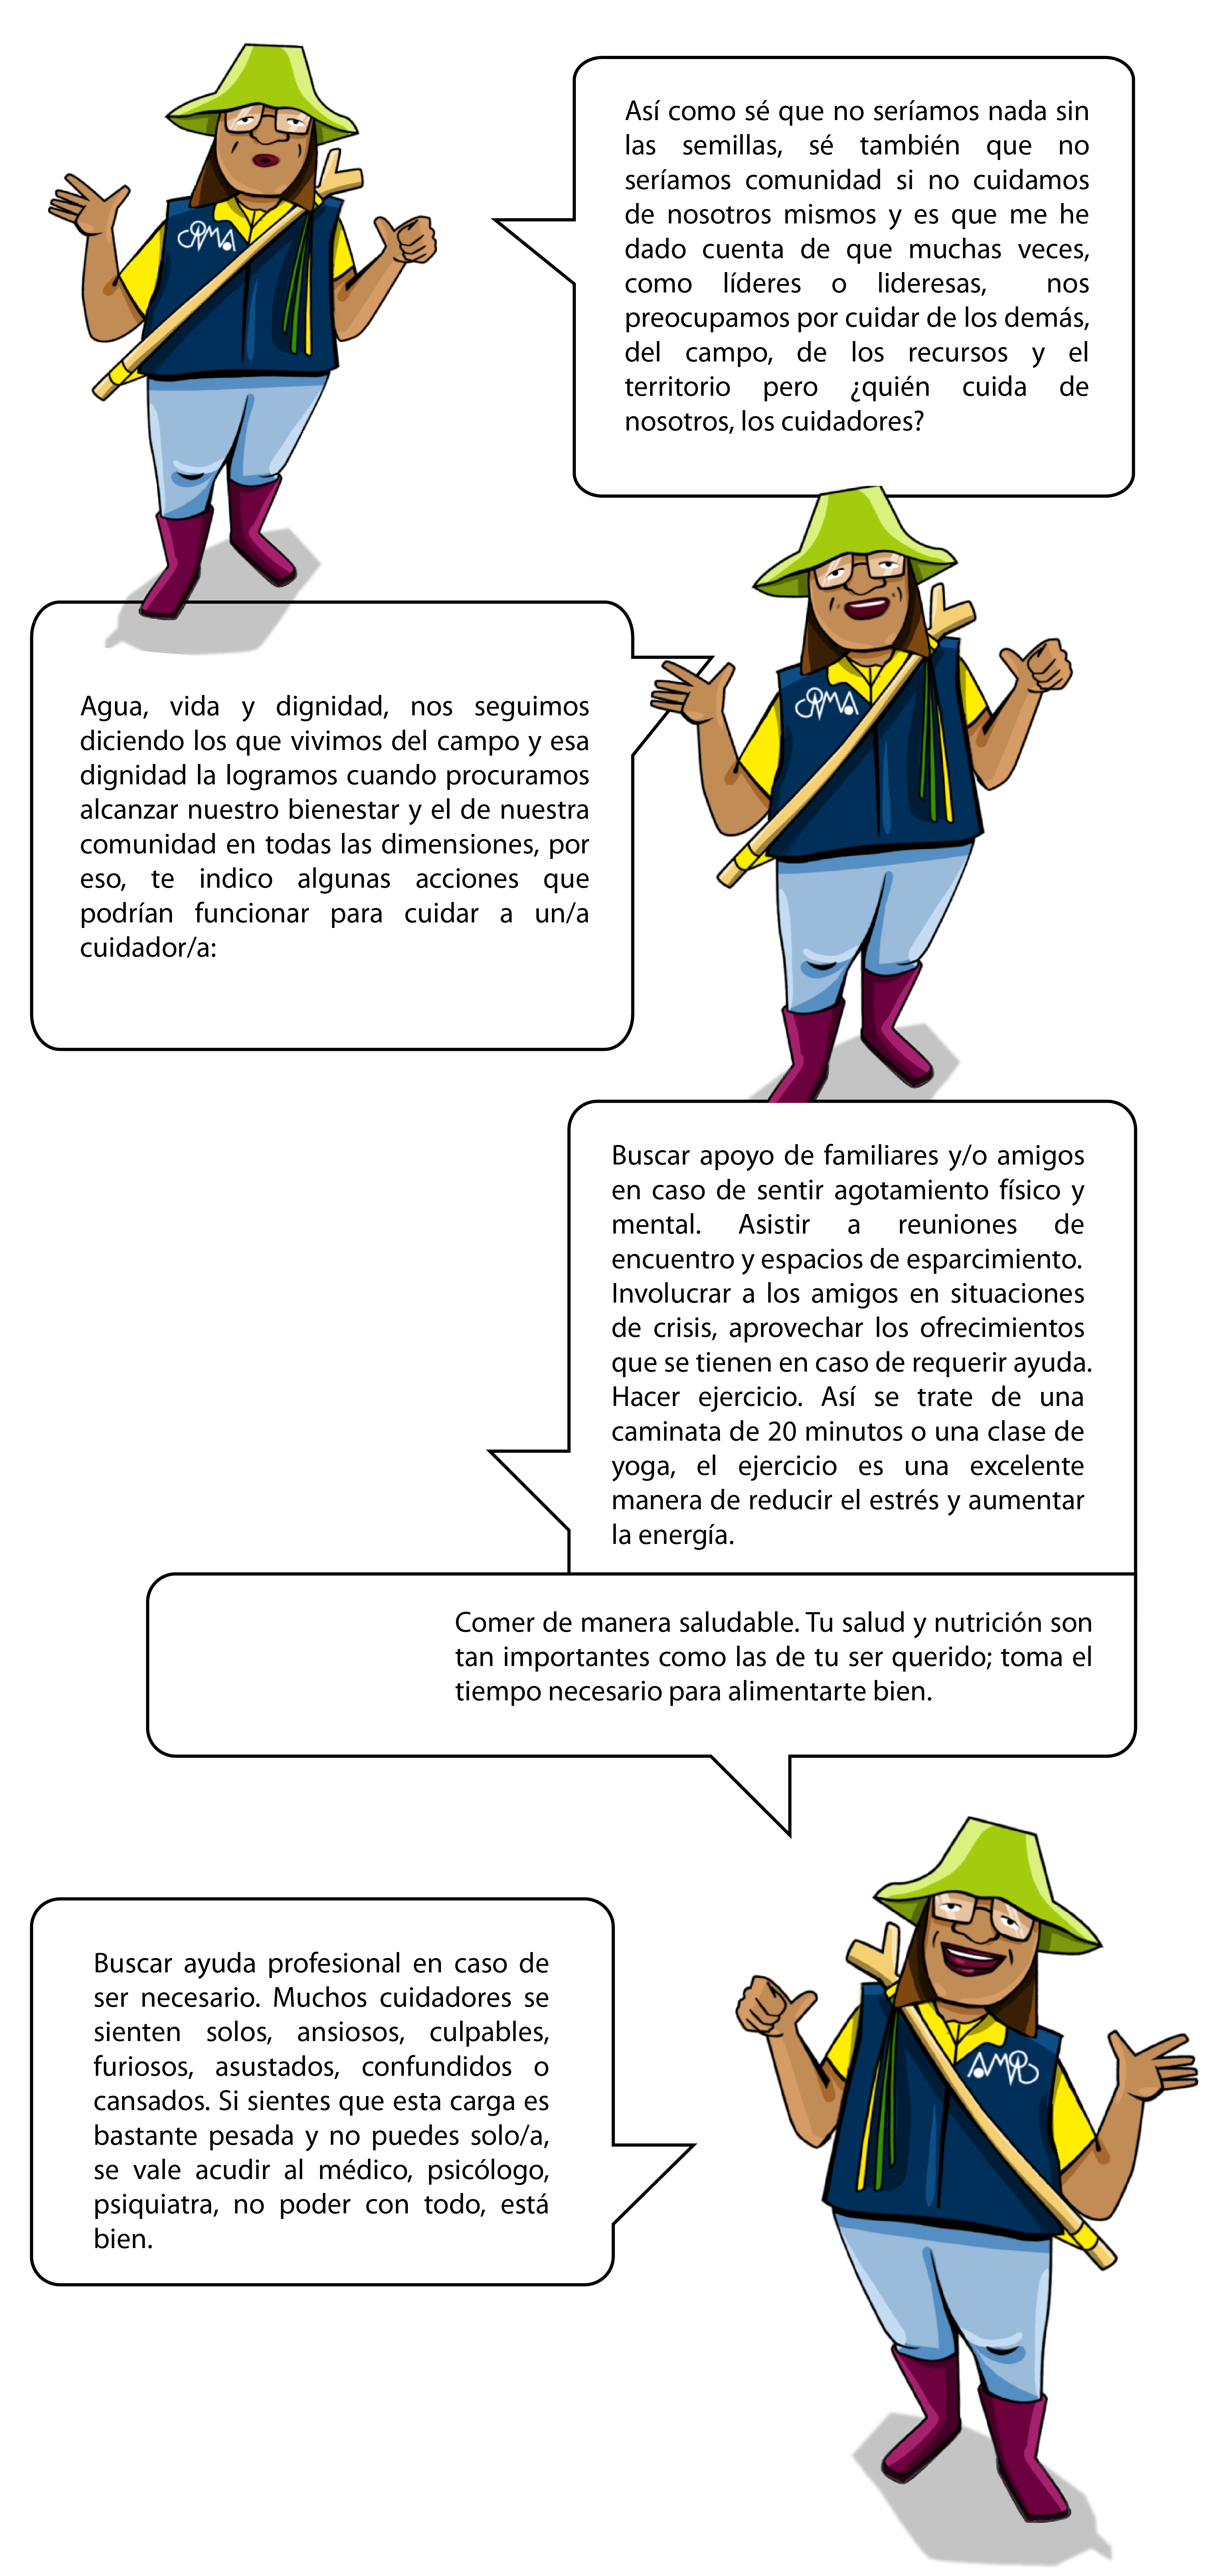 Así como sé que no seríamos nada sin
las semillas, sé también que no
seríamos comunidad si no cuidamos
de nosotros mismos y es que me he
dado cuenta de que muchas veces,
como líderes o lideresas, nos
preocupamos por cuidar de los demás,
del campo, de los recursos y el
territorio pero ¿quién cuida de
nosotros, los cuidadores?
Agua, vida y dignidad, nos seguimos
diciendo los que vivimos del campo y esa
dignidad la logramos cuando procuramos
alcanzar nuestro bienestar y el de nuestra
comunidad en todas las dimensiones, por
eso, te indico algunas acciones que
podrían funcionar para cuidar a un/a
cuidador/a:
Buscar apoyo de familiares y/o amigos
en caso de sentir agotamiento físico y
mental. Asistir a reuniones de
encuentro y espacios de esparcimiento.
Involucrar a los amigos en situaciones
de crisis, aprovechar los ofrecimientos
que se tienen en caso de requerir ayuda.
Hacer ejercicio. Así se trate de una
caminata de 20 minutos o una clase de
yoga, el ejercicio es una excelente
manera de reducir el estrés y aumentar
la energía.
Comer de manera saludable. Tu salud y nutrición son
tan importantes como las de tu ser querido; toma el
tiempo necesario para alimentarte bien.
Buscar ayuda profesional en caso de
ser necesario. Muchos cuidadores se
sienten solos, ansiosos, culpables,
furiosos, asustados, confundidos o
cansados. Si sientes que esta carga es
bastante pesada y no puedes solo/a,
se vale acudir al médico, psicólogo,
psiquiatra, no poder con todo, está
bien.